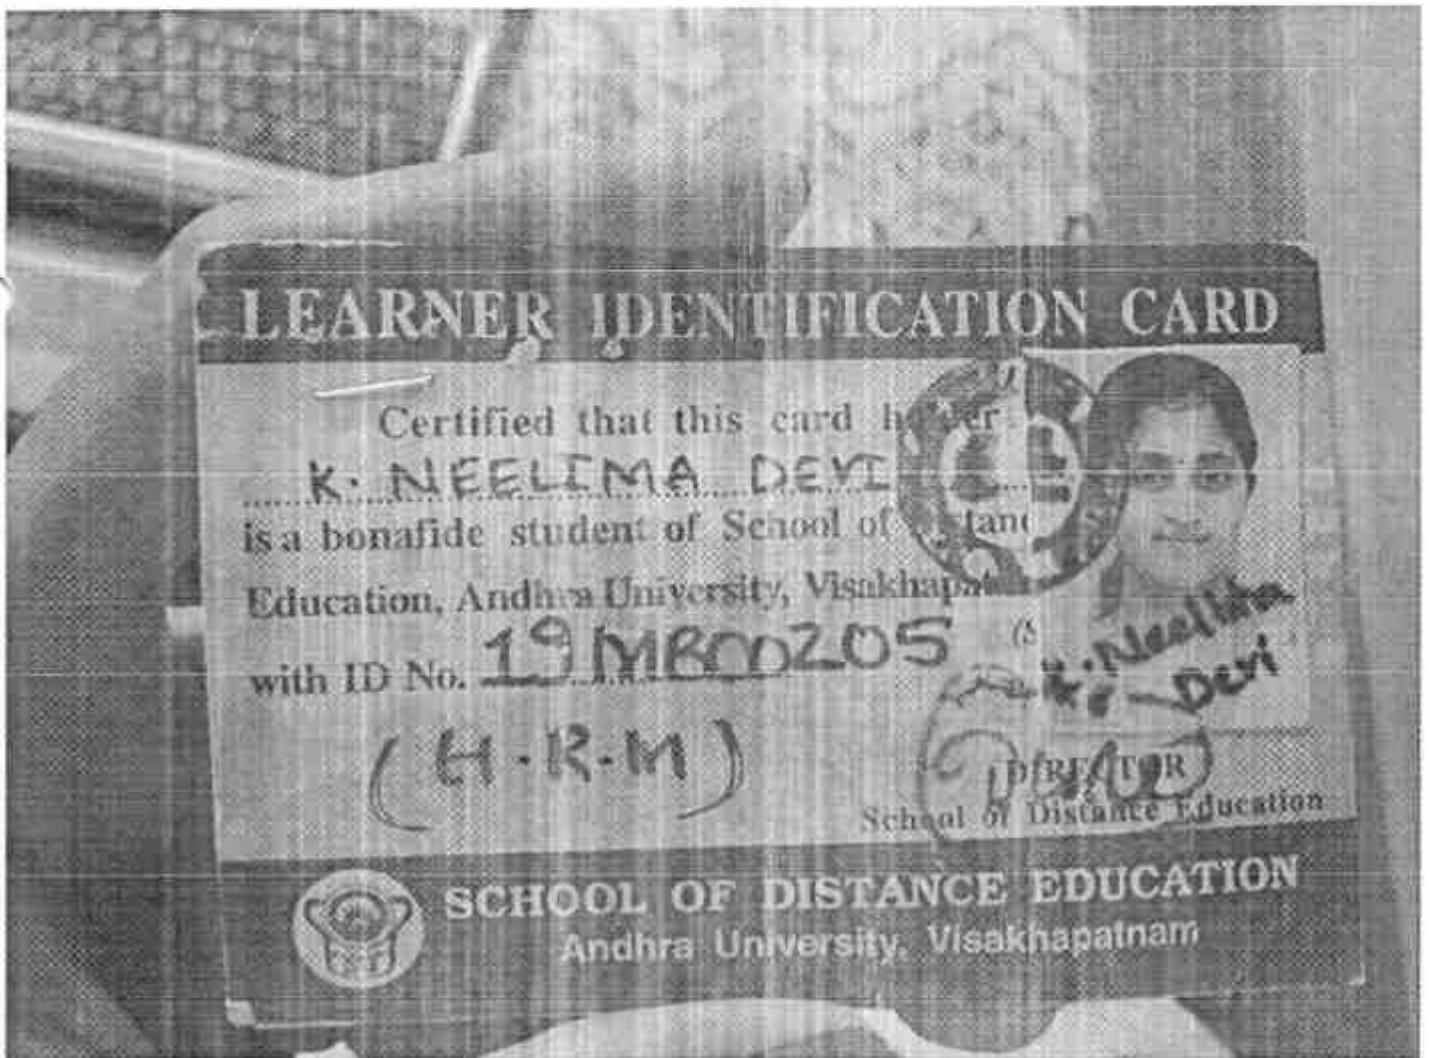 LEARNER IDENTIFICATION CARD
Certified that this card holder
K. NEELIMA DEVI
is a bonafide student of School of
Education, Andhra University,
with ID No. 19MB00205
(H.R.M)
K. Neelima
Devi
DIRECTOR
School of Distance Education
SCHOOL OF DISTANCE EDUCATION
Andhra University, Visakhapatnam